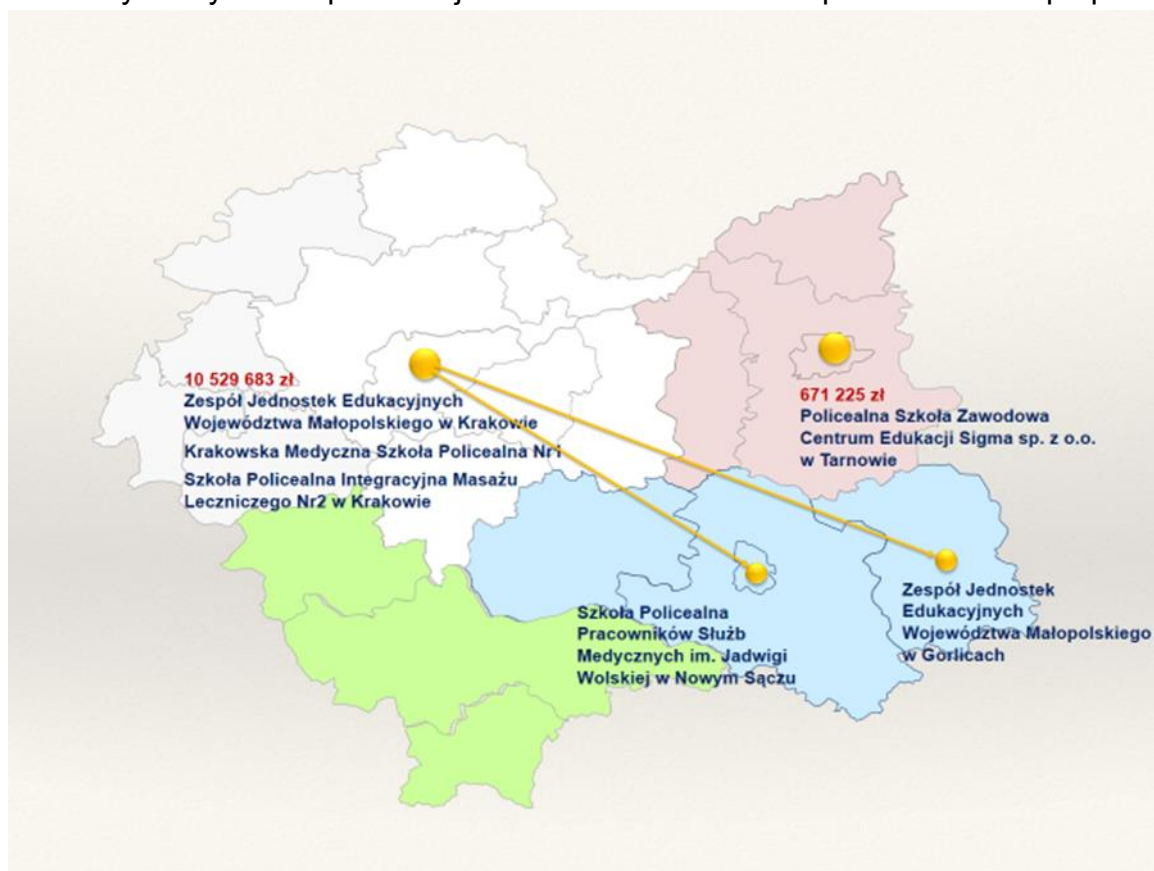 10 529 683 zł
Zespół Jednostek Edukacyjnych
Województwa Małopolskiego w Krakowie
Krakowska Medyczna Szkoła Policealna Nr1
Szkoła Policealna Integracyjna Masażu
Leczniczego Nr2 w Krakowie
671 225 zł
Policealna Szkoła Zawodowa
Centrum Edukacji Sigma sp. z o.o.
w Tarnowie
Szkoła Policealna
Pracowników Służb
Medycznych im. Jadwigi
Wolskiej w Nowym Sączu
Zespół Jednostek
Edukacyjnych
Województwa Małopolskiego
w Gorlicach